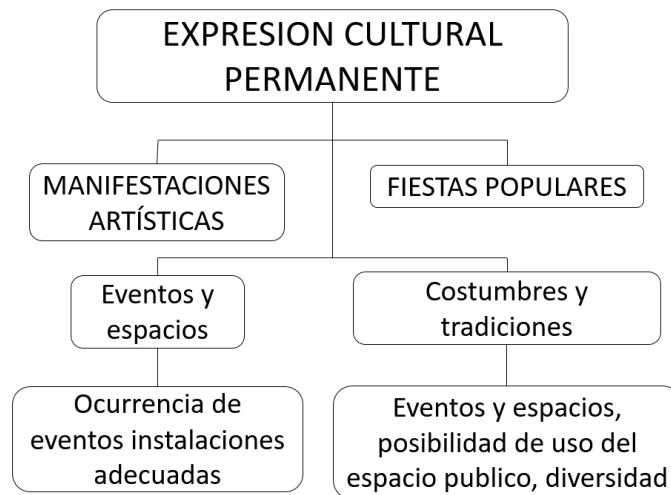 EXPRESION CULTURAL
PERMANENTE
MANIFESTACIONES
ARTÍSTICAS
FIESTAS POPULARES
Eventos y
espacios
Costumbres y
tradiciones
Ocurrencia de
eventos instalaciones
adecuadas
Eventos y espacios,
posibilidad de uso del
espacio publico, diversidad